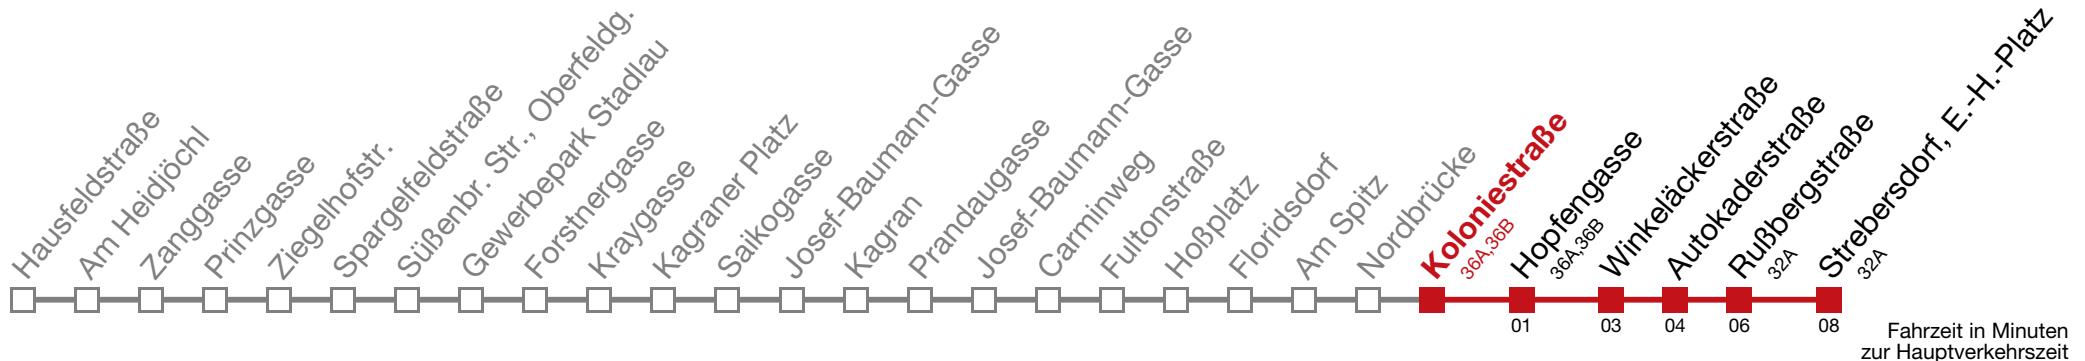 Hausfeldstraße
Am Heidjöchl
Zanggasse
Prinzgasse
Ziegelhofstr.
Spargelfeldstraße
Süßenbr. Str., Oberfeldg.
Gewerbepark Stadlau
Forstnergasse
Kraygasse
Kagraner Platz
Saikogasse
Josef-Baumann-Gasse
Kagran
Prandaugasse
Josef-Baumann-Gasse
Carminweg
Fultonstraße
Hoßplatz
Floridsdorf
Am Spitz
Nordbrücke
Koloniestraße
36A,36B
Hopfengasse
36A,36B
Winkeläckerstraße
Autokaderstraße
Rußbergstraße
32A
Strebersdorf, E.-H.-Platz
32A
01
03
04
06
08
Fahrzeit in Minuten
zur Hauptverkehrszeit